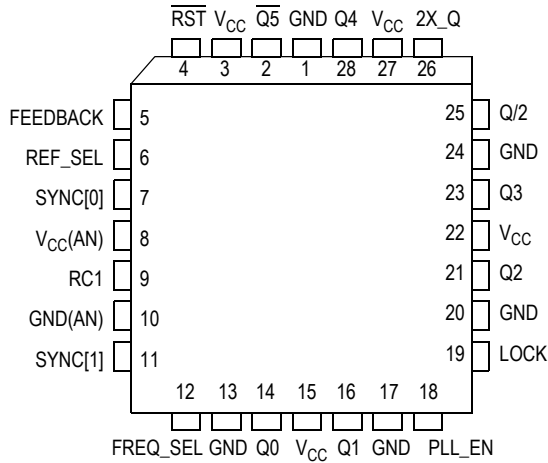 R̅S̅T̅ VCC Q̅5̅ GND Q4 VCC 2X_Q
4 3 2 1 28 27 26
FEEDBACK 5 25 Q/2
REF_SEL 6 24 GND
SYNC[0] 7 23 Q3
VCC(AN) 8 22 VCC
RC1 9 21 Q2
GND(AN) 10 20 GND
SYNC[1] 11 19 LOCK
12 13 14 15 16 17 18
FREQ_SEL GND Q0 VCC Q1 GND PLL_EN